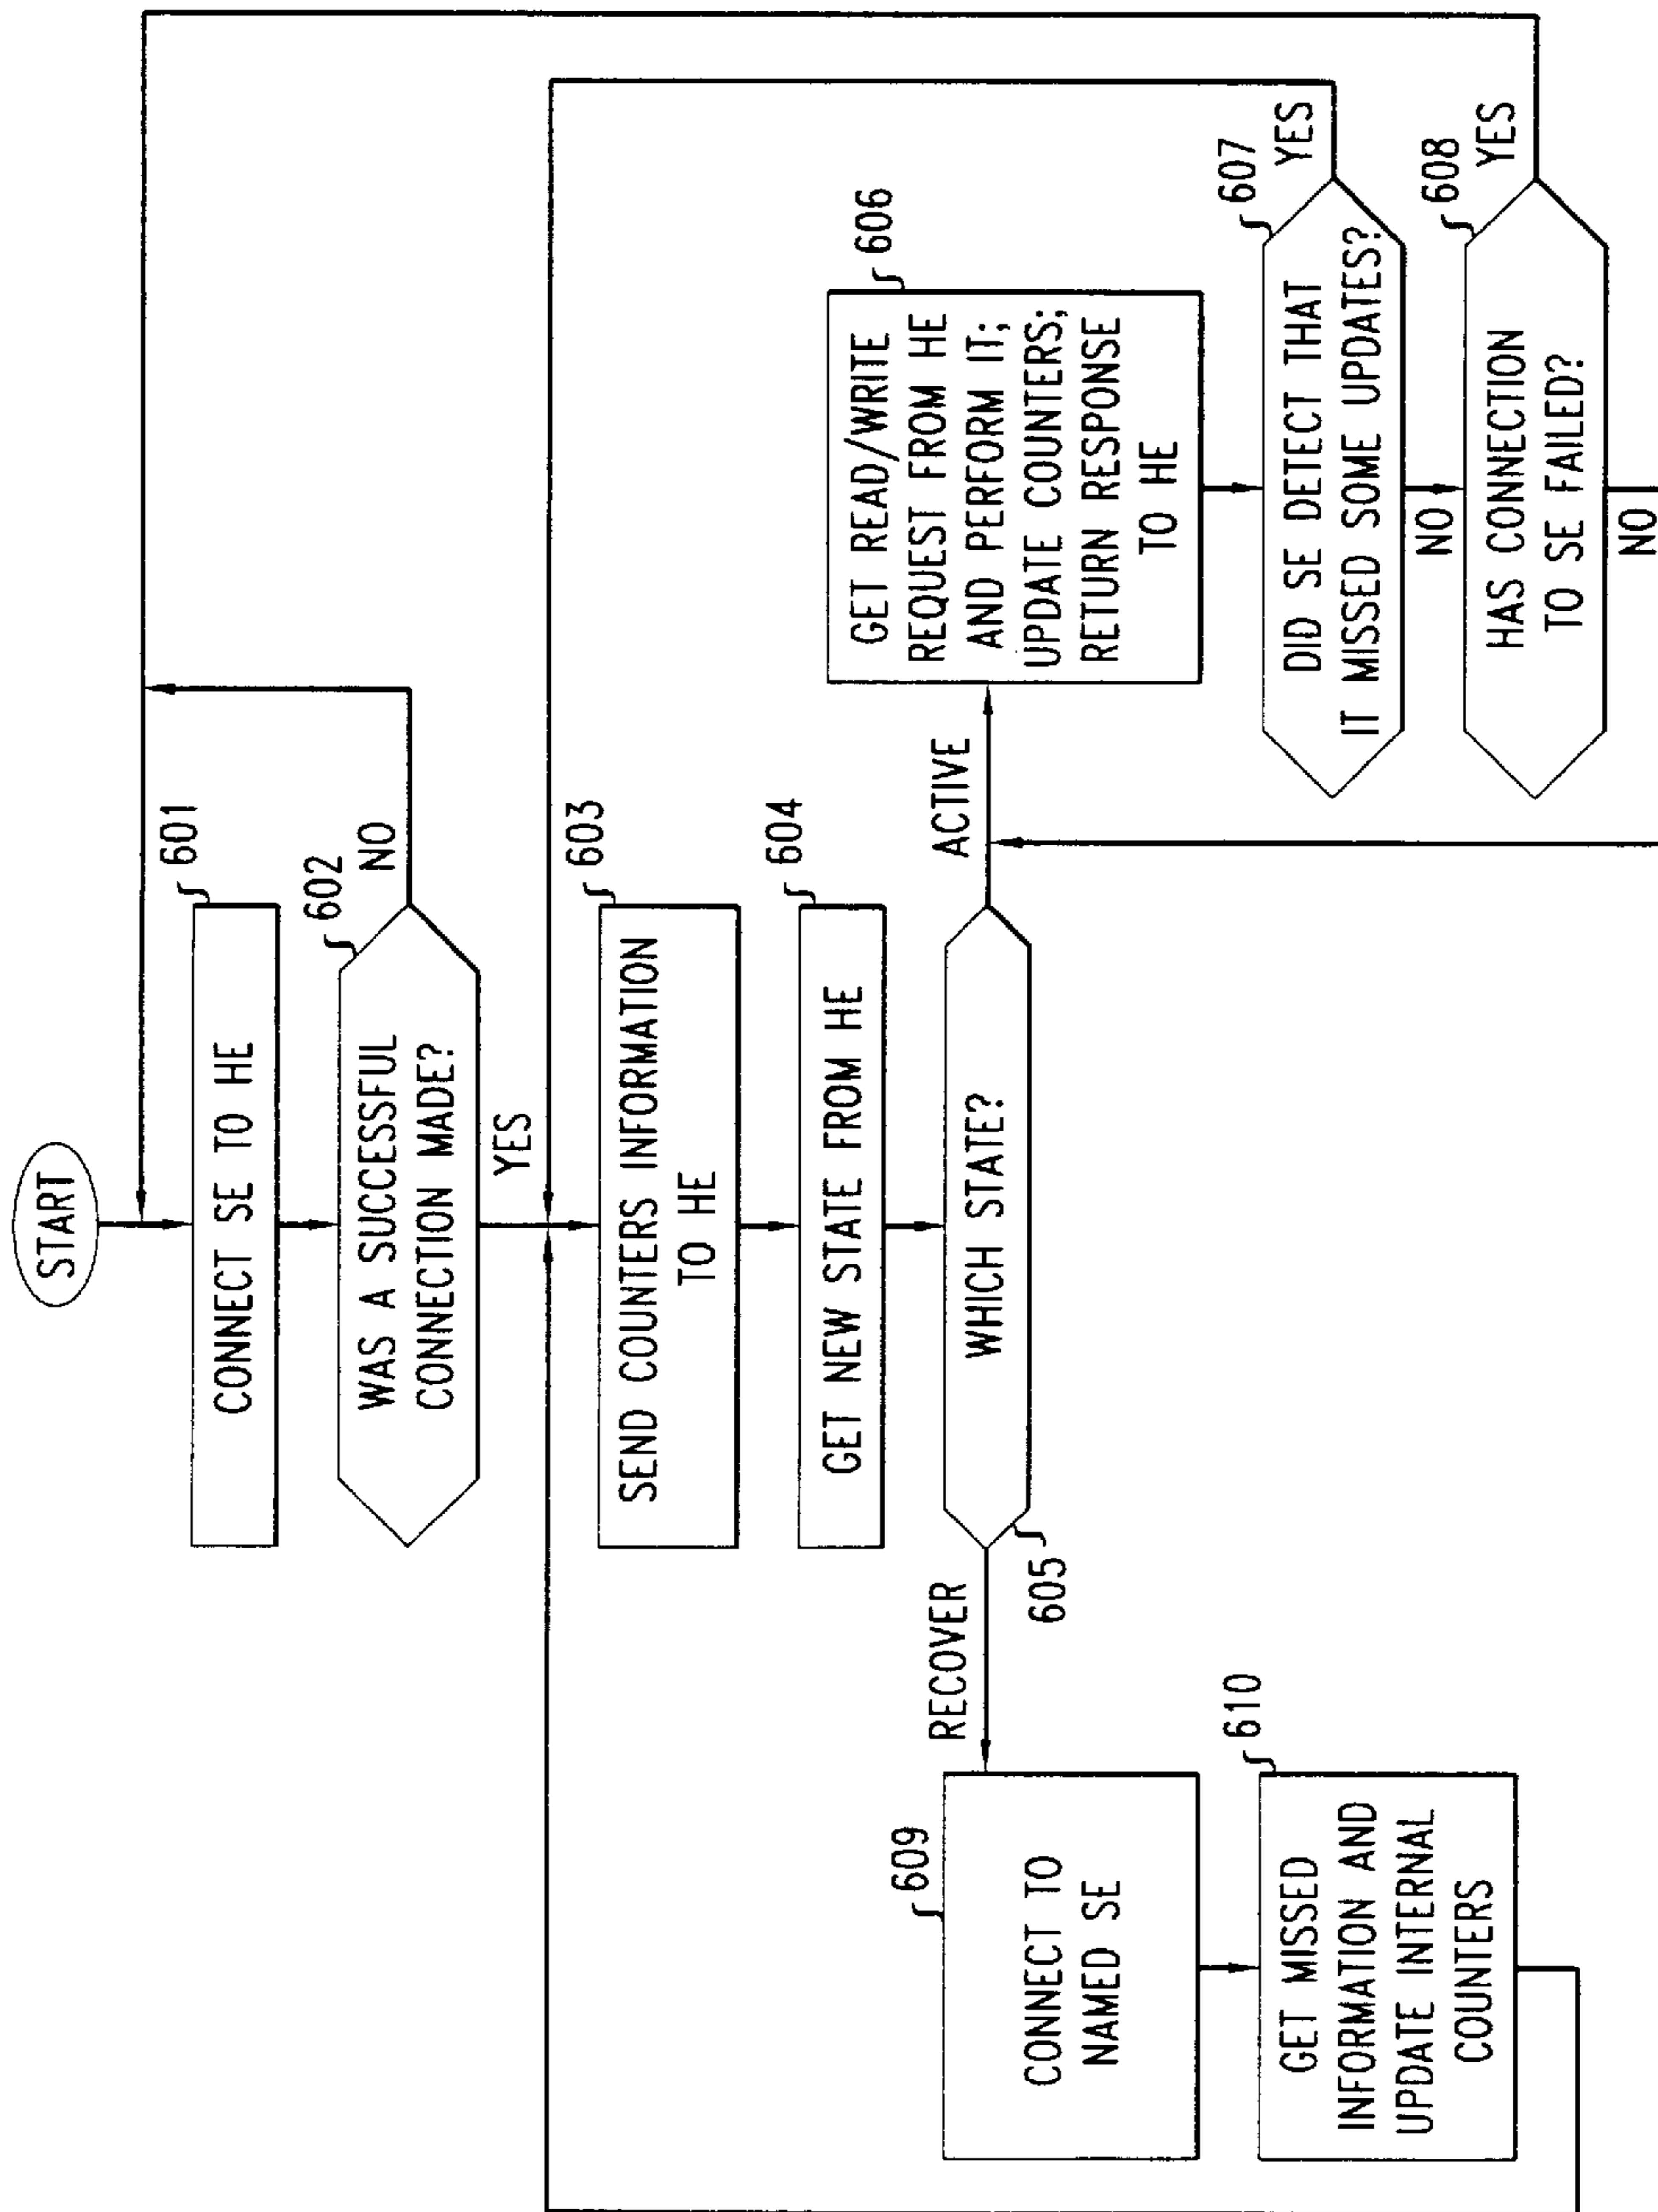 START
601
CONNECT SE TO HE
602
WAS A SUCCESSFUL
CONNECTION MADE?
NO
YES
603
SEND COUNTERS INFORMATION
TO HE
604
GET NEW STATE FROM HE
WHICH STATE?
605
ACTIVE
606
GET READ/WRITE
REQUEST FROM HE
AND PERFORM IT;
UPDATE COUNTERS;
RETURN RESPONSE
TO HE
607
DID SE DETECT THAT
IT MISSED SOME UPDATES?
YES
NO
608
HAS CONNECTION
TO SE FAILED?
YES
NO
RECOVER
609
CONNECT TO
NAMED SE
610
GET MISSED
INFORMATION AND
UPDATE INTERNAL
COUNTERS